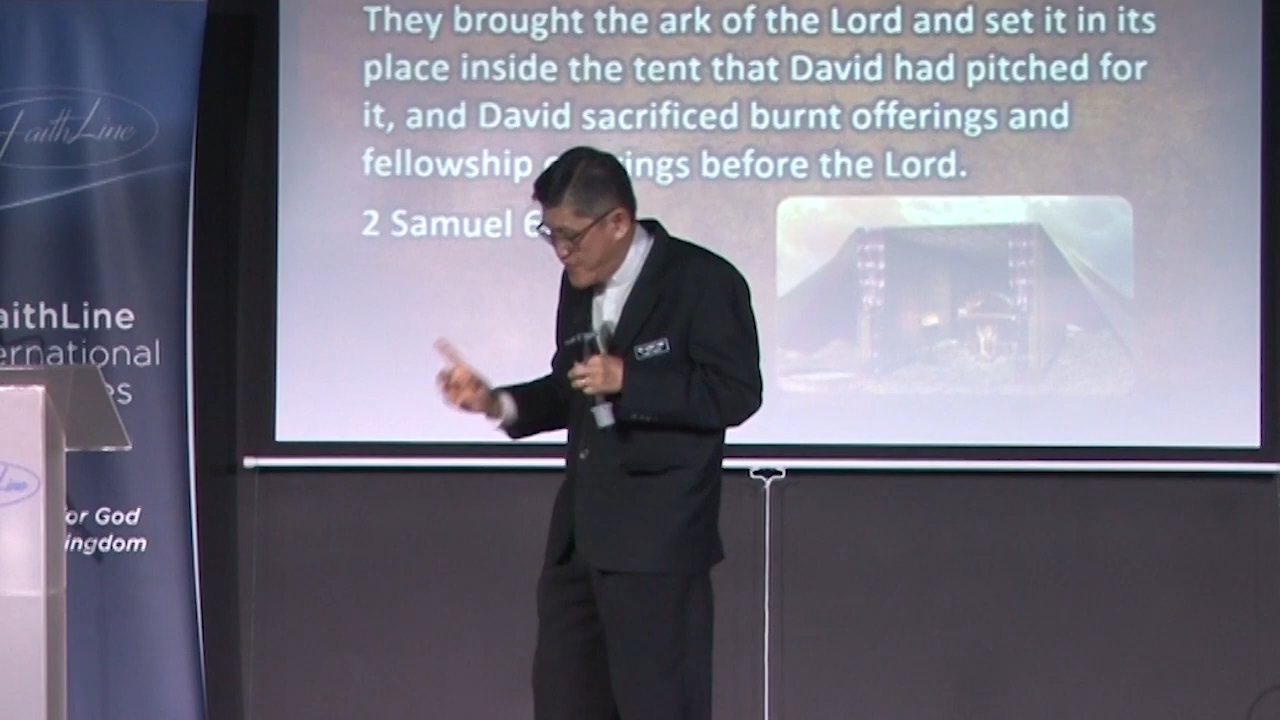 They brought the ark of the Lord and set it in its
place inside the tent that David had pitched for
it, and David sacrificed burnt offerings and
fellowship before the Lord.
2 Samuel
FaithLine
aithLine
ernational
es
or God
ingdom